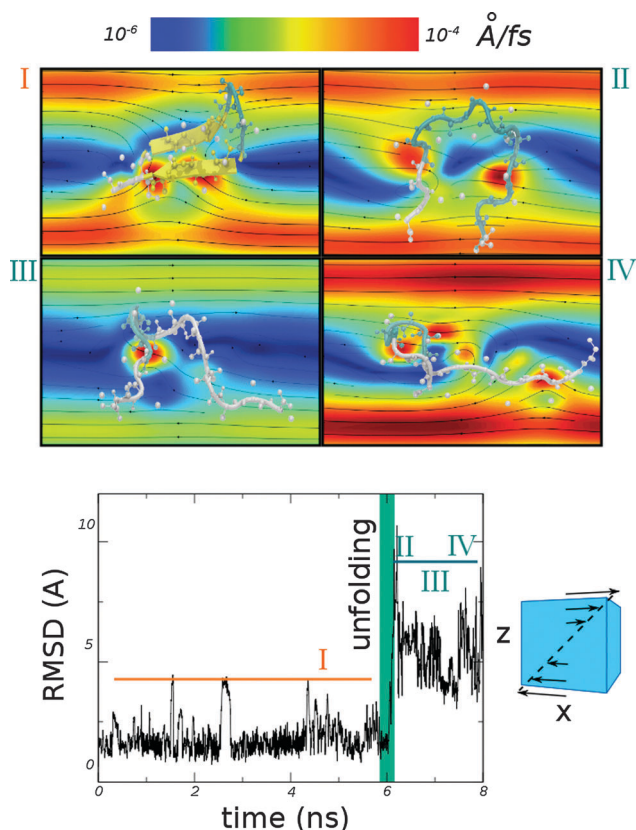 10-6 10-4 Å/fs
I II
III IV
10
5
0
RMSD (A)
unfolding
I
II IV
III
0 2 4 6 8
time (ns)
z
x